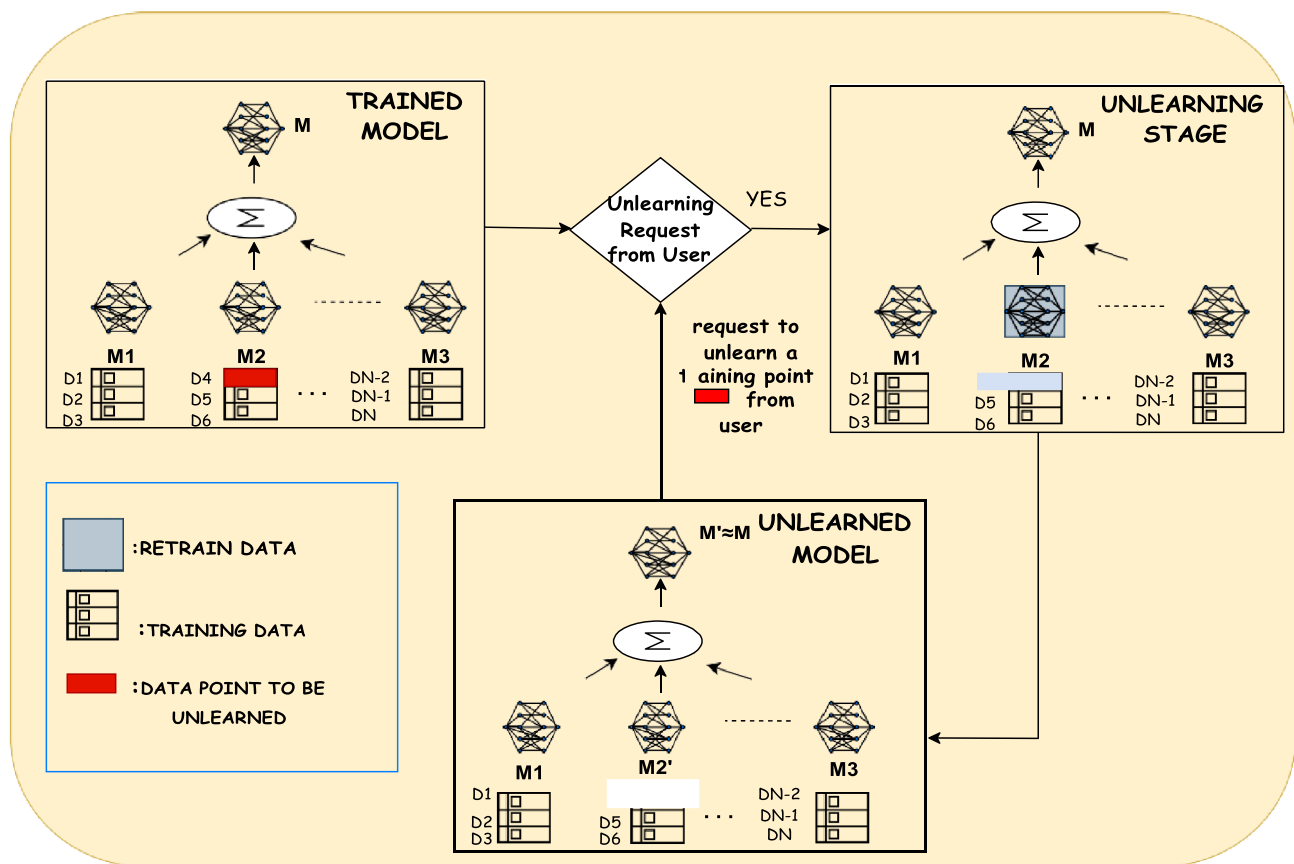 TRAINED
MODEL
M
Σ
M1
M2
M3
D1
D2
D3
D4
D5
D6
. . .
DN-2
DN-1
DN
Unlearning
Request
from User
YES
request to
unlearn a
aining point
from
user
UNLEARNING
STAGE
M
Σ
M1
M2
M3
D1
D2
D3
D5
D6
. . .
DN-2
DN-1
DN
:RETRAIN DATA
:TRAINING DATA
:DATA POINT TO BE
UNLEARNED
UNLEARNED
MODEL
M'≈M
Σ
M1
M2'
M3
D1
D2
D3
D5
D6
. . .
DN-2
DN-1
DN